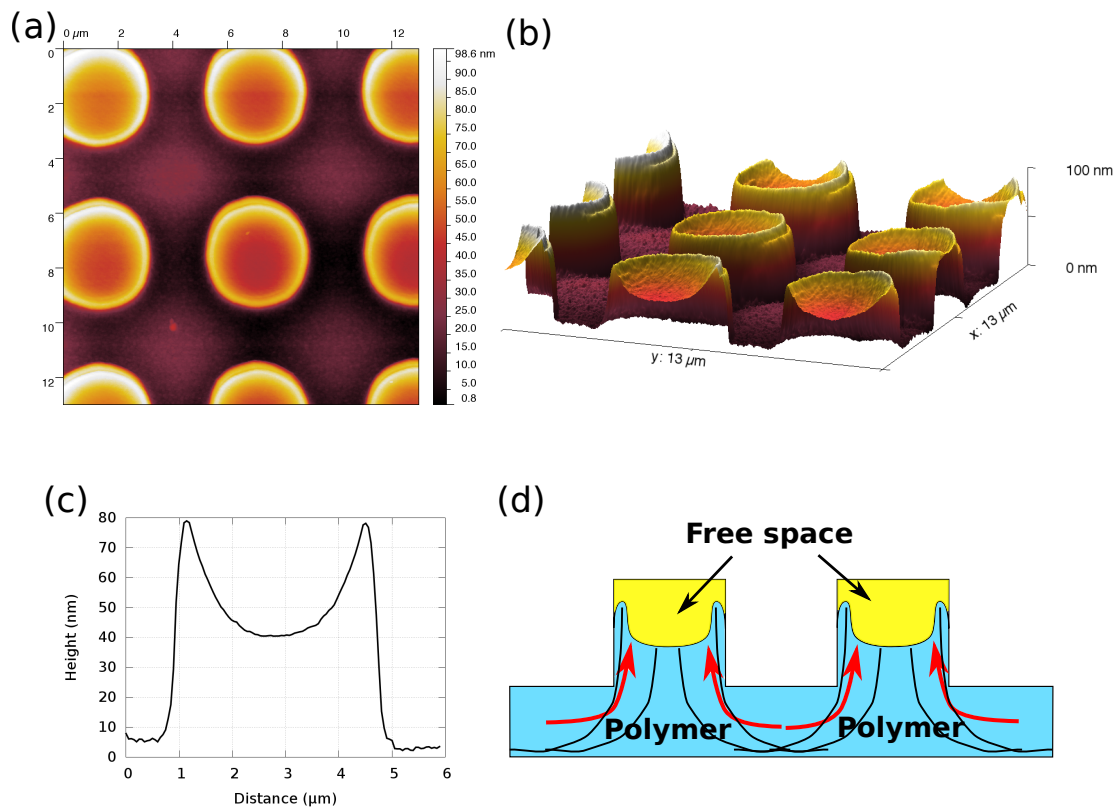 (a)
0 µm 2 4 6 8 10 12
0
2
4
6
8
10
12
98.6 nm
90.0
85.0
80.0
75.0
70.0
65.0
60.0
55.0
50.0
45.0
40.0
35.0
30.0
25.0
20.0
15.0
10.0
5.0
0.8
(b)
100 nm
0 nm
x: 13 µm
y: 13 µm
(c)
80
70
60
50
40
30
20
10
0
Height (nm)
0 1 2 3 4 5 6
Distance (µm)
(d)
Free space
Polymer Polymer